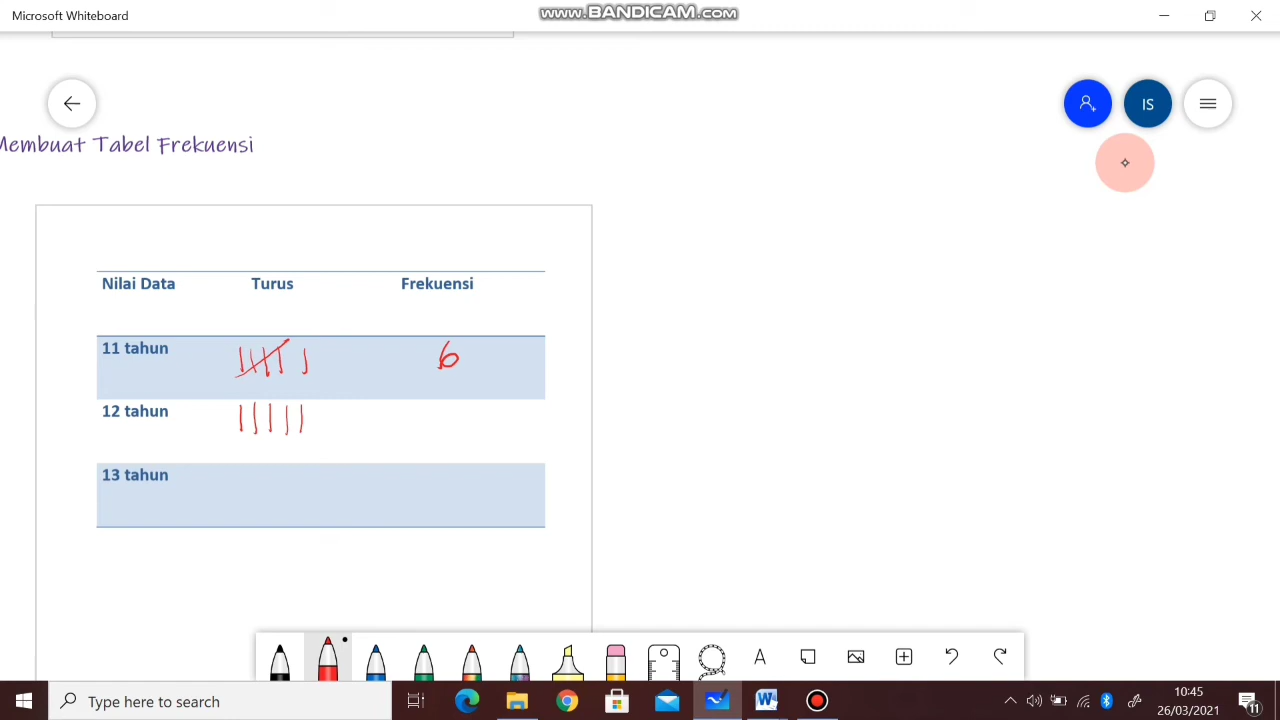 Microsoft Whiteboard
www.BANDICAM.com
IS
Membuat Tabel Frekuensi
Nilai Data Turus Frekuensi
11 tahun 6
12 tahun
13 tahun
A
Type here to search
10:45
26/03/2021
11